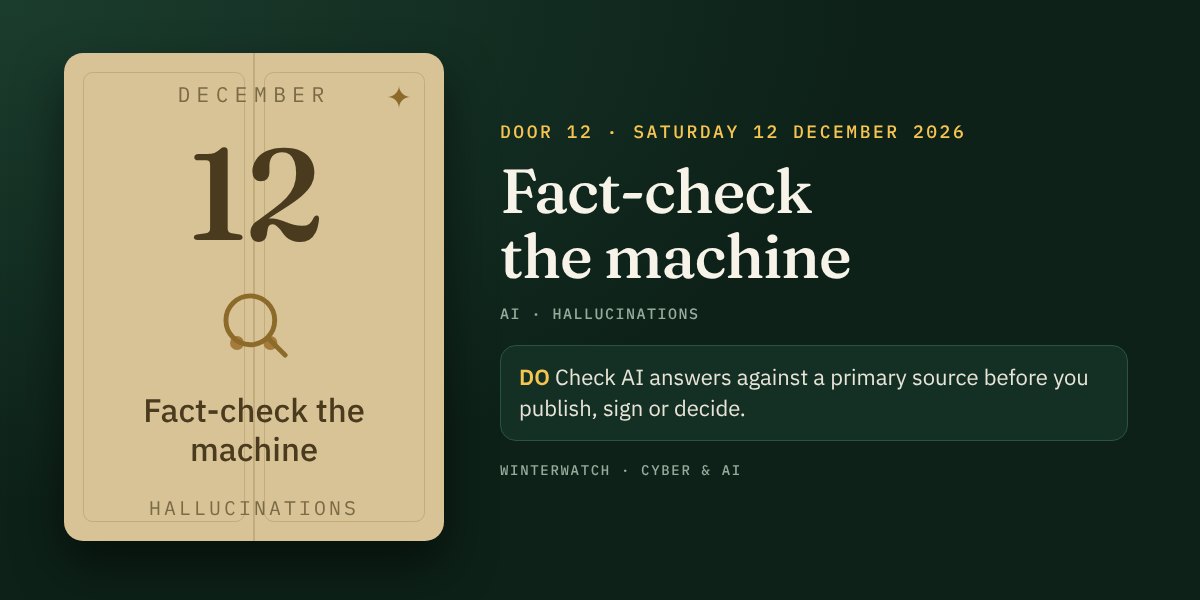 DECEMBER
12
Fact-check the
machine
HALLUCINATIONS
DOOR 12 · SATURDAY 12 DECEMBER 2026
Fact-check
the machine
AI · HALLUCINATIONS
DO Check AI answers against a primary source before you
publish, sign or decide.
WINTERWATCH · CYBER & AI